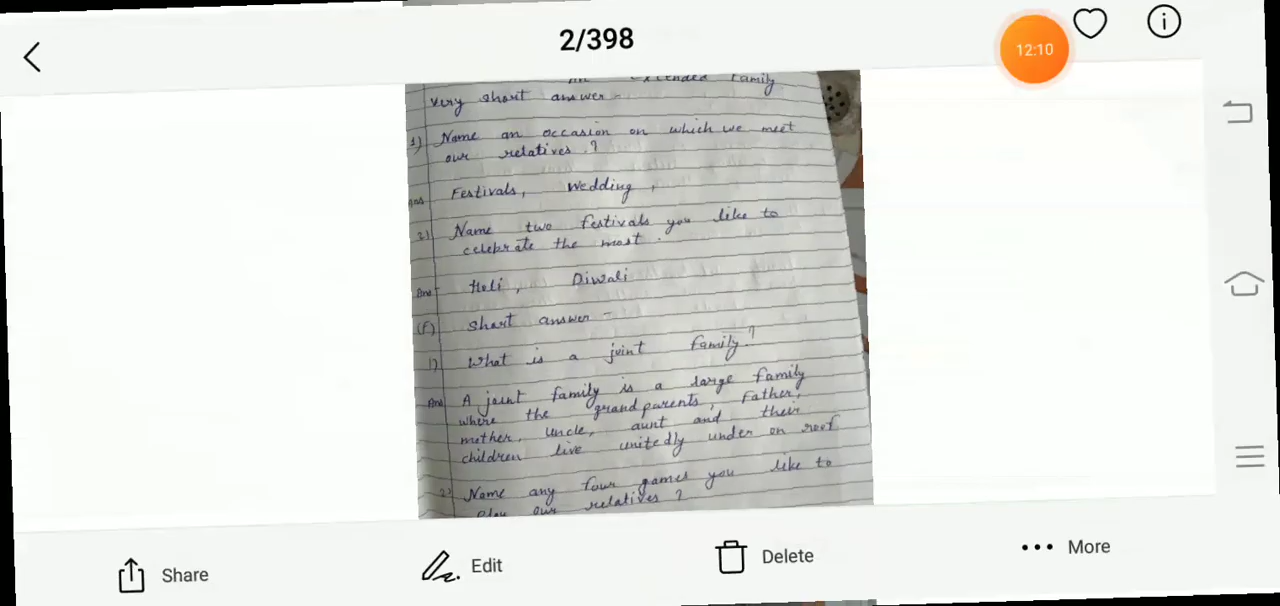 2/398
12:10
extended family
Very short answer -
1) Name an occasion on which we meet
our relatives .?
Ans Festivals, Wedding,
2) Name two festivals you like to
celebrate the most .
Ans Holi, Diwali
(F) Short answer -
1) What is a joint family?
Ans A joint family is a large family
where the grandparents, Father,
mother, uncle, aunt and their
children live unitedly under on roof
2) Name any four games you like to
play our relatives ?
Share
Edit
Delete
More